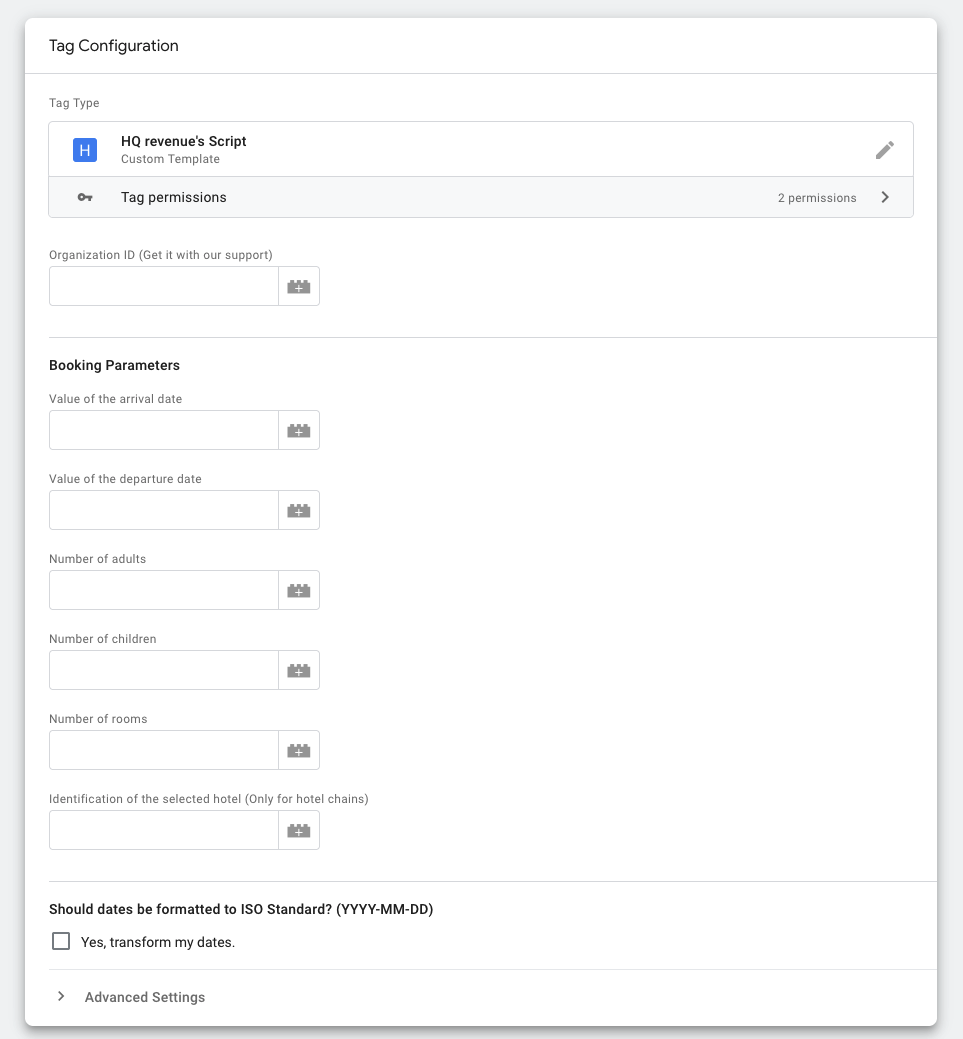 Tag Configuration
Tag Type
H
HQ revenue's Script
Custom Template
Tag permissions
2 permissions
Organization ID (Get it with our support)
Booking Parameters
Value of the arrival date
Value of the departure date
Number of adults
Number of children
Number of rooms
Identification of the selected hotel (Only for hotel chains)
Should dates be formatted to ISO Standard? (YYYY-MM-DD)
Yes, transform my dates.
Advanced Settings